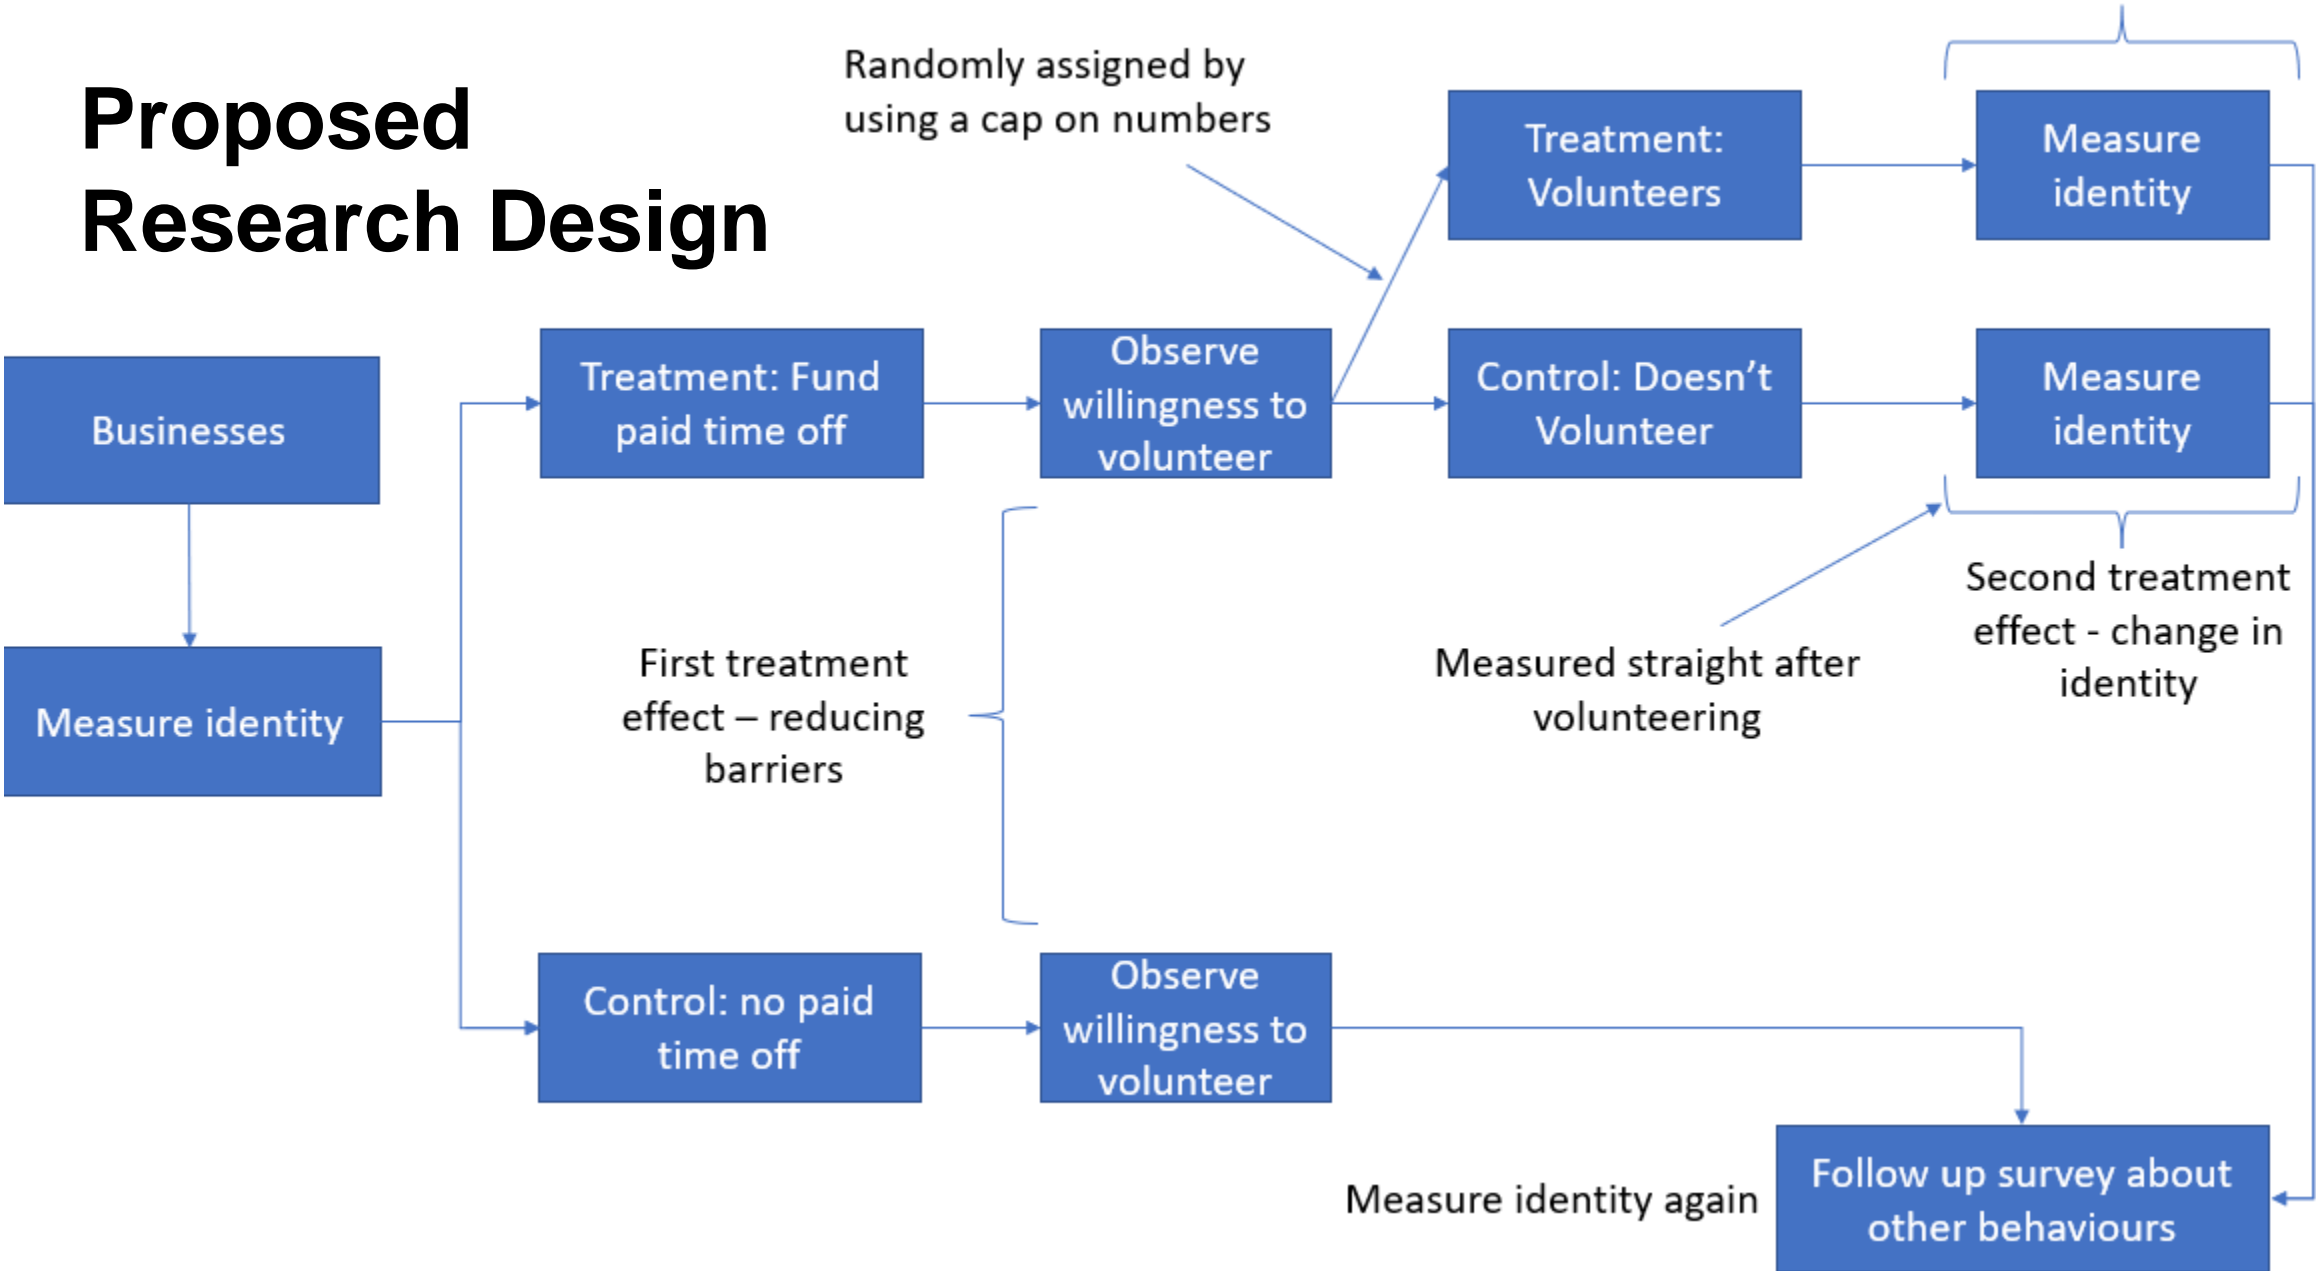 Proposed
Research Design
Randomly assigned by
using a cap on numbers
Treatment:
Volunteers
Measure
identity
Businesses
Treatment: Fund
paid time off
Observe
willingness to
volunteer
Control: Doesn’t
Volunteer
Measure
identity
Measure identity
First treatment
effect – reducing
barriers
Measured straight after
volunteering
Second treatment
effect - change in
identity
Control: no paid
time off
Observe
willingness to
volunteer
Measure identity again
Follow up survey about
other behaviours